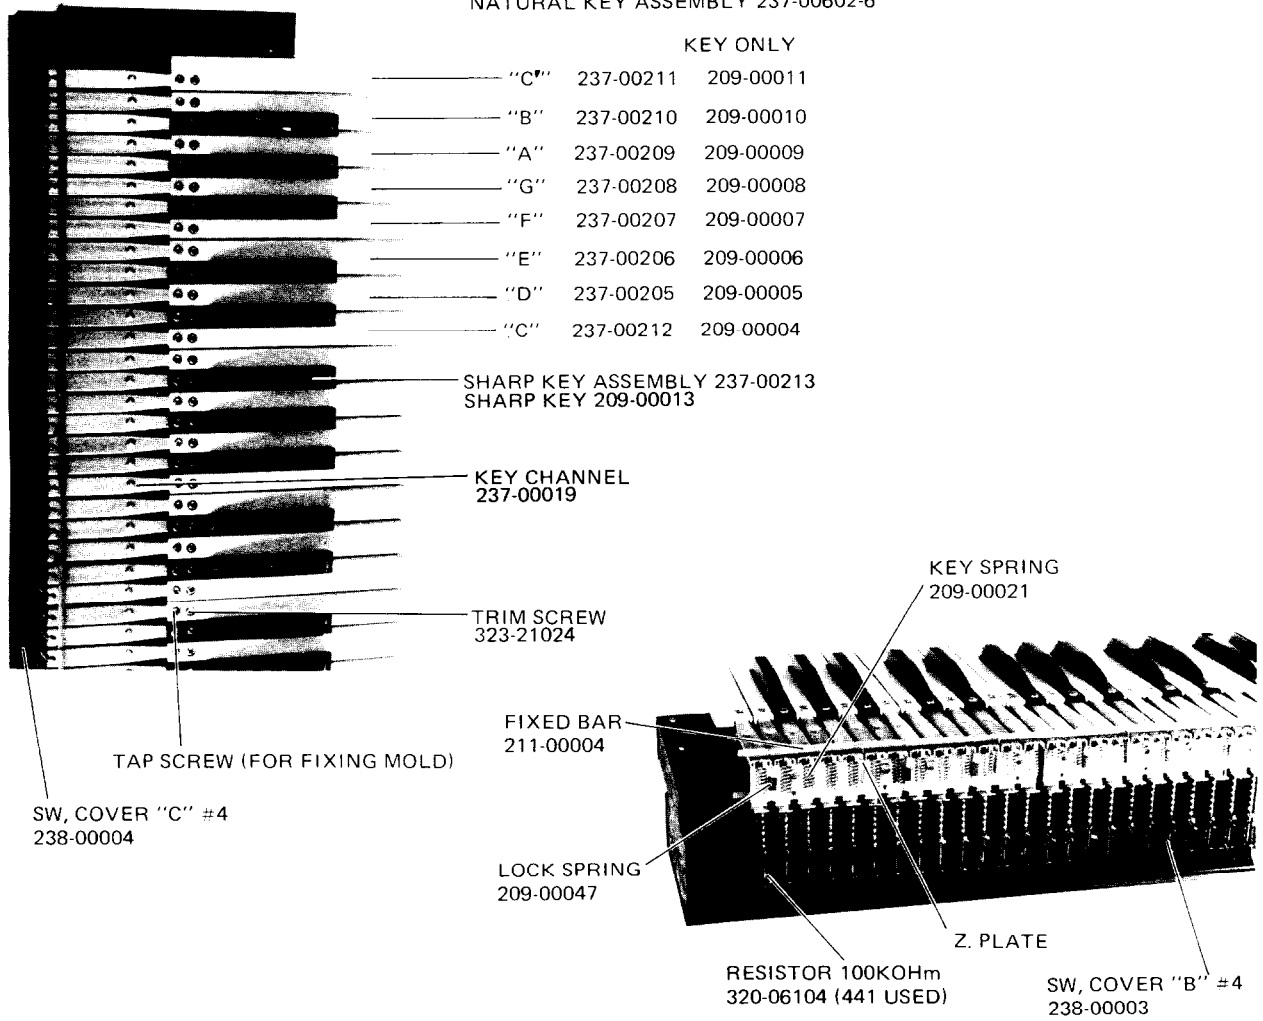 NATURAL KEY ASSEMBLY 237-00602-6
KEY ONLY
"C'" 237-00211 209-00011
"B" 237-00210 209-00010
"A" 237-00209 209-00009
"G" 237-00208 209-00008
"F" 237-00207 209-00007
"E" 237-00206 209-00006
"D" 237-00205 209-00005
"C" 237-00212 209-00004
SHARP KEY ASSEMBLY 237-00213
SHARP KEY 209-00013
KEY CHANNEL
237-00019
TRIM SCREW
323-21024
TAP SCREW (FOR FIXING MOLD)
SW, COVER "C" #4
238-00004
KEY SPRING
209-00021
FIXED BAR
211-00004
LOCK SPRING
209-00047
Z. PLATE
RESISTOR 100KOHm
320-06104 (441 USED)
SW, COVER "B" #4
238-00003